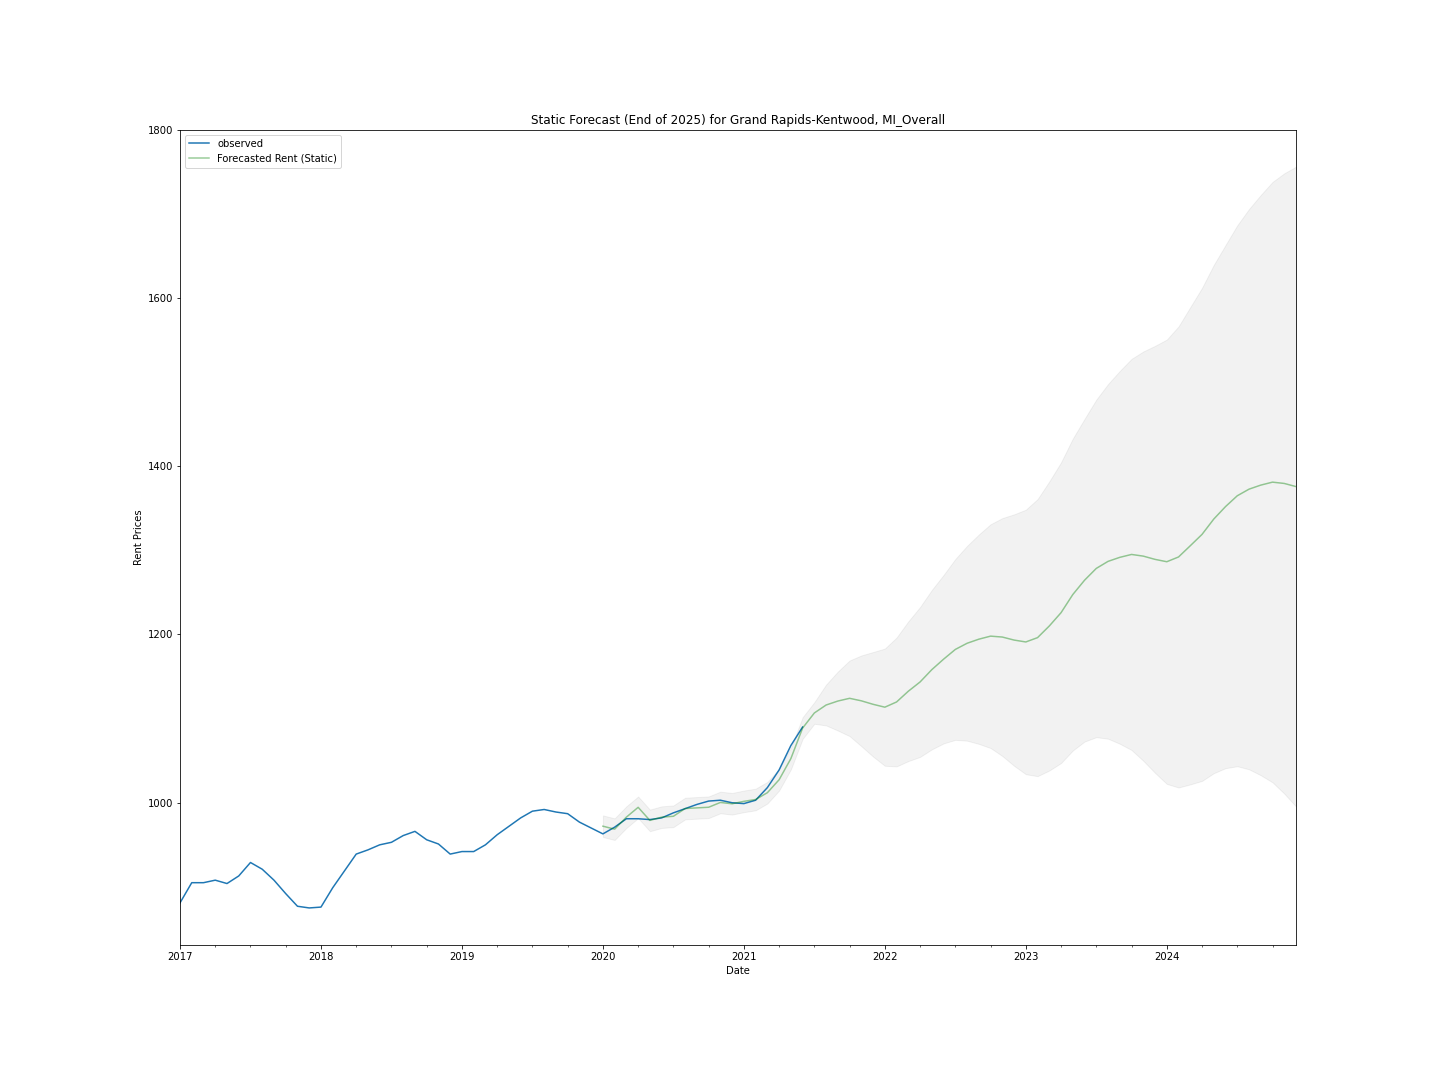 Static Forecast (End of 2025) for Grand Rapids-Kentwood, MI_Overall
observed
Forecasted Rent (Static)
1800
1600
1400
1200
1000
Rent Prices
2017 2018 2019 2020 2021 2022 2023 2024
Date